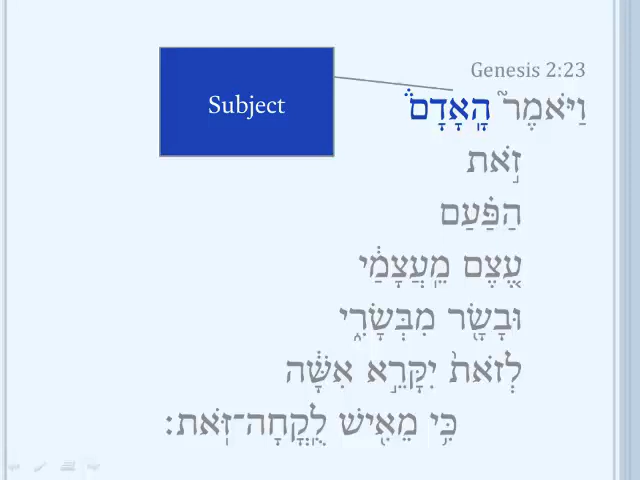 Genesis 2:23
Subject
וַיֹּאמֶר֮ הָֽאָדָם֒
זֹ֣את
הַפַּ֗עַם
עֶ֚צֶם מֵֽעֲצָמַ֔י
וּבָשָׂ֖ר מִבְּשָׂרִ֑י
לְזֹאת֙ יִקָּרֵ֣א אִשָּׁ֔ה
כִּ֥י מֵאִ֖ישׁ לֻֽקֳחָה־זֹּֽאת׃